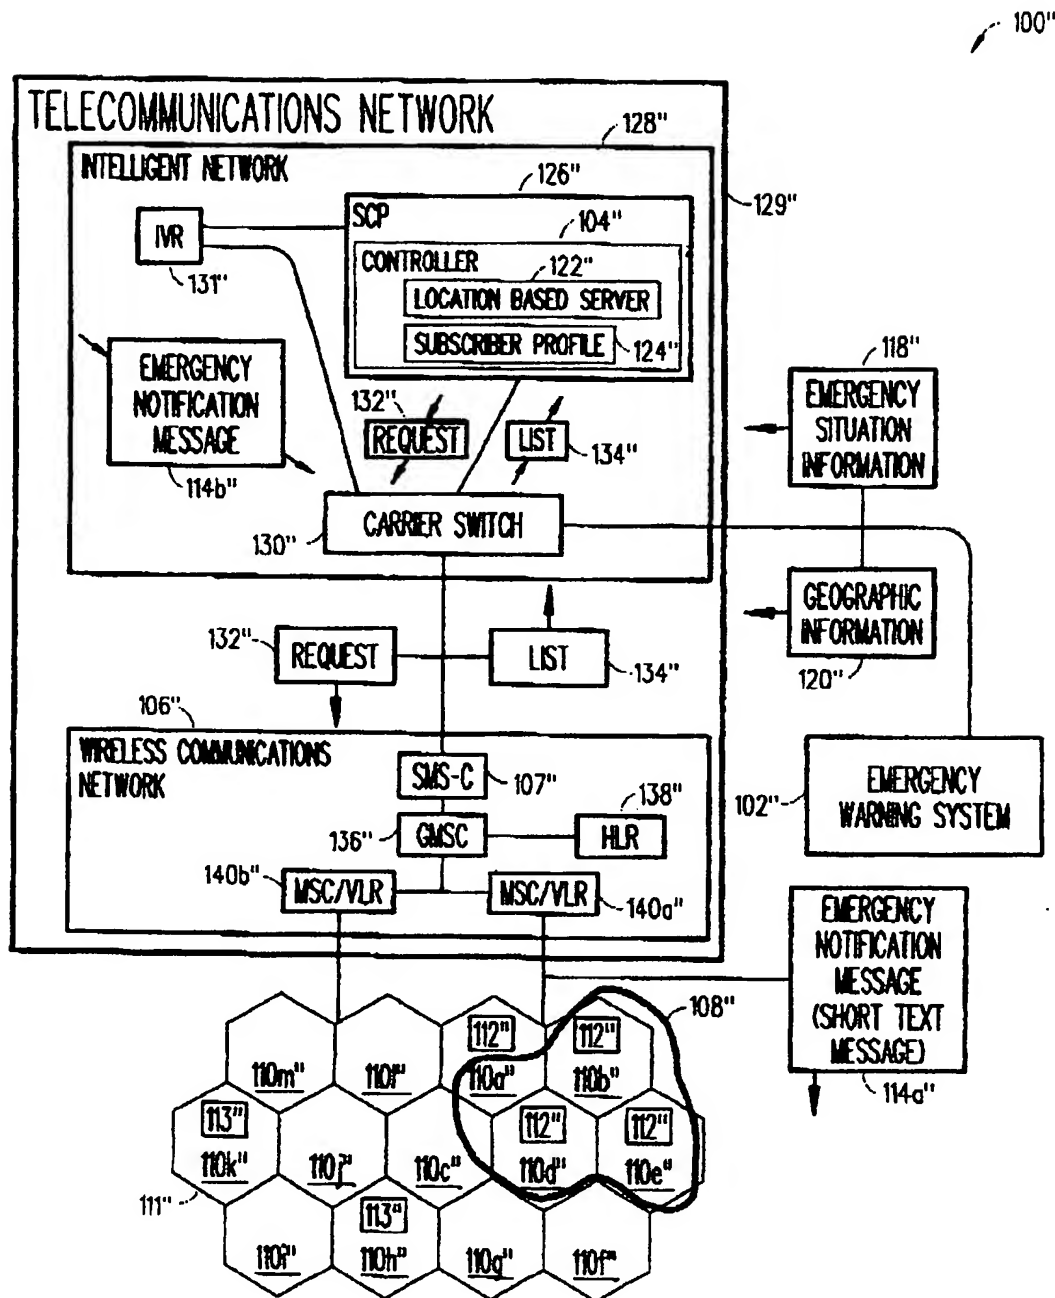 100"
TELECOMMUNICATIONS NETWORK
128"
INTELLIGENT NETWORK
126"
129"
SCP
IVR
104"
CONTROLLER
131"
122"
LOCATION BASED SERVER
SUBSCRIBER PROFILE
124"
118"
EMERGENCY
NOTIFICATION
MESSAGE
132"
EMERGENCY
SITUATION
INFORMATION
REQUEST
LIST
134"
114b"
CARRIER SWITCH
130"
GEOGRAPHIC
INFORMATION
132"
REQUEST
LIST
134"
120"
106"
WIRELESS COMMUNICATIONS
NETWORK
SMS-C
107"
138"
EMERGENCY
WARNING SYSTEM
102"
136"
GMSC
HLR
140b"
MSC/VLR
MSC/VLR
140a"
EMERGENCY
NOTIFICATION
MESSAGE
(SHORT TEXT
MESSAGE)
114a"
108"
112"
112"
110m"
110l"
110a"
110b"
113"
112"
112"
110k"
110j"
110c"
110d"
110e"
111"
113"
110i"
110h"
110g"
110f"